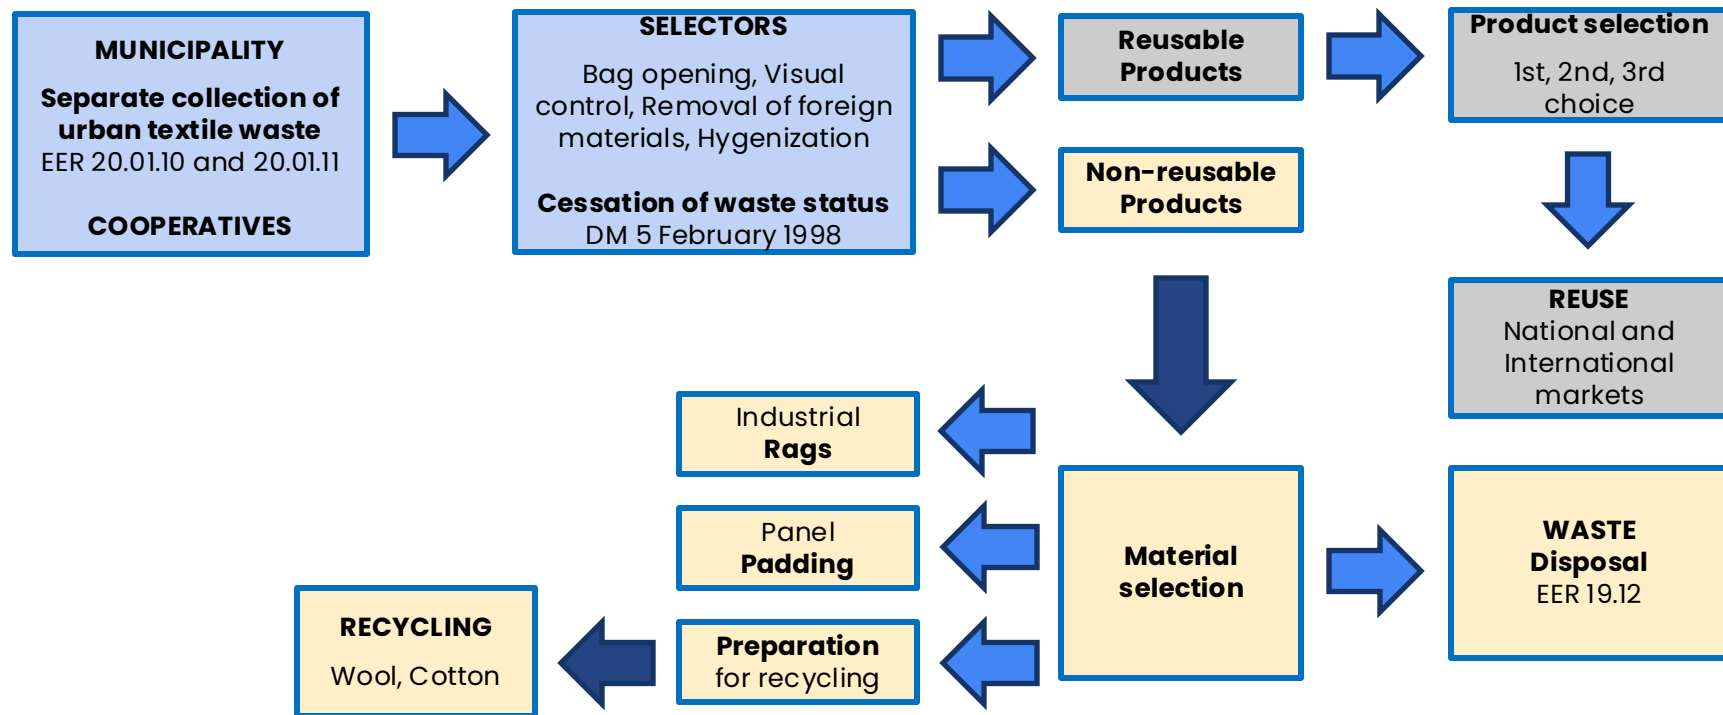 MUNICIPALITY
Separate collection of
urban textile waste
EER 20.01.10 and 20.01.11
COOPERATIVES
SELECTORS
Bag opening, Visual
control, Removal of foreign
materials, Hygenization
Cessation of waste status
DM 5 February 1998
Reusable
Products
Non-reusable
Products
Product selection
1st, 2nd, 3rd
choice
REUSE
National and
International
markets
Industrial
Rags
Panel
Padding
Preparation
for recycling
RECYCLING
Wool, Cotton
Material
selection
WASTE
Disposal
EER 19.12